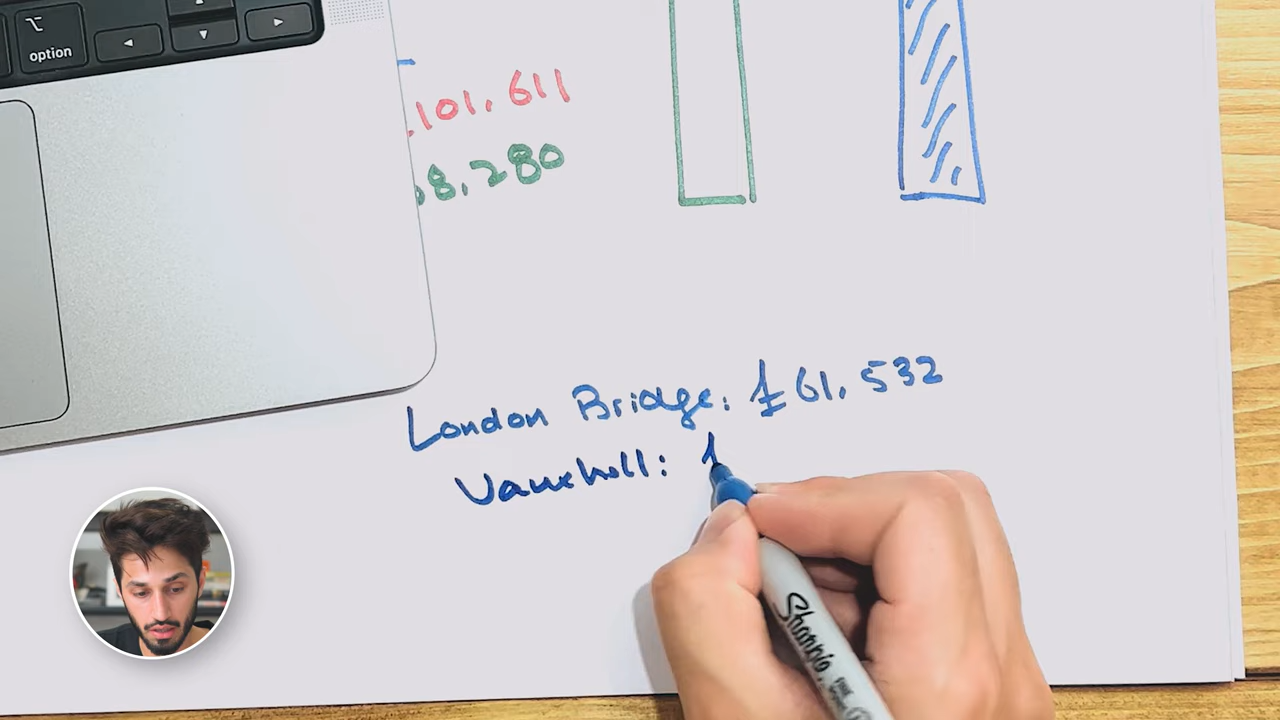 option
101,611
8,280
London Bridge: £61,532
Vauxhall: £
Sharpie